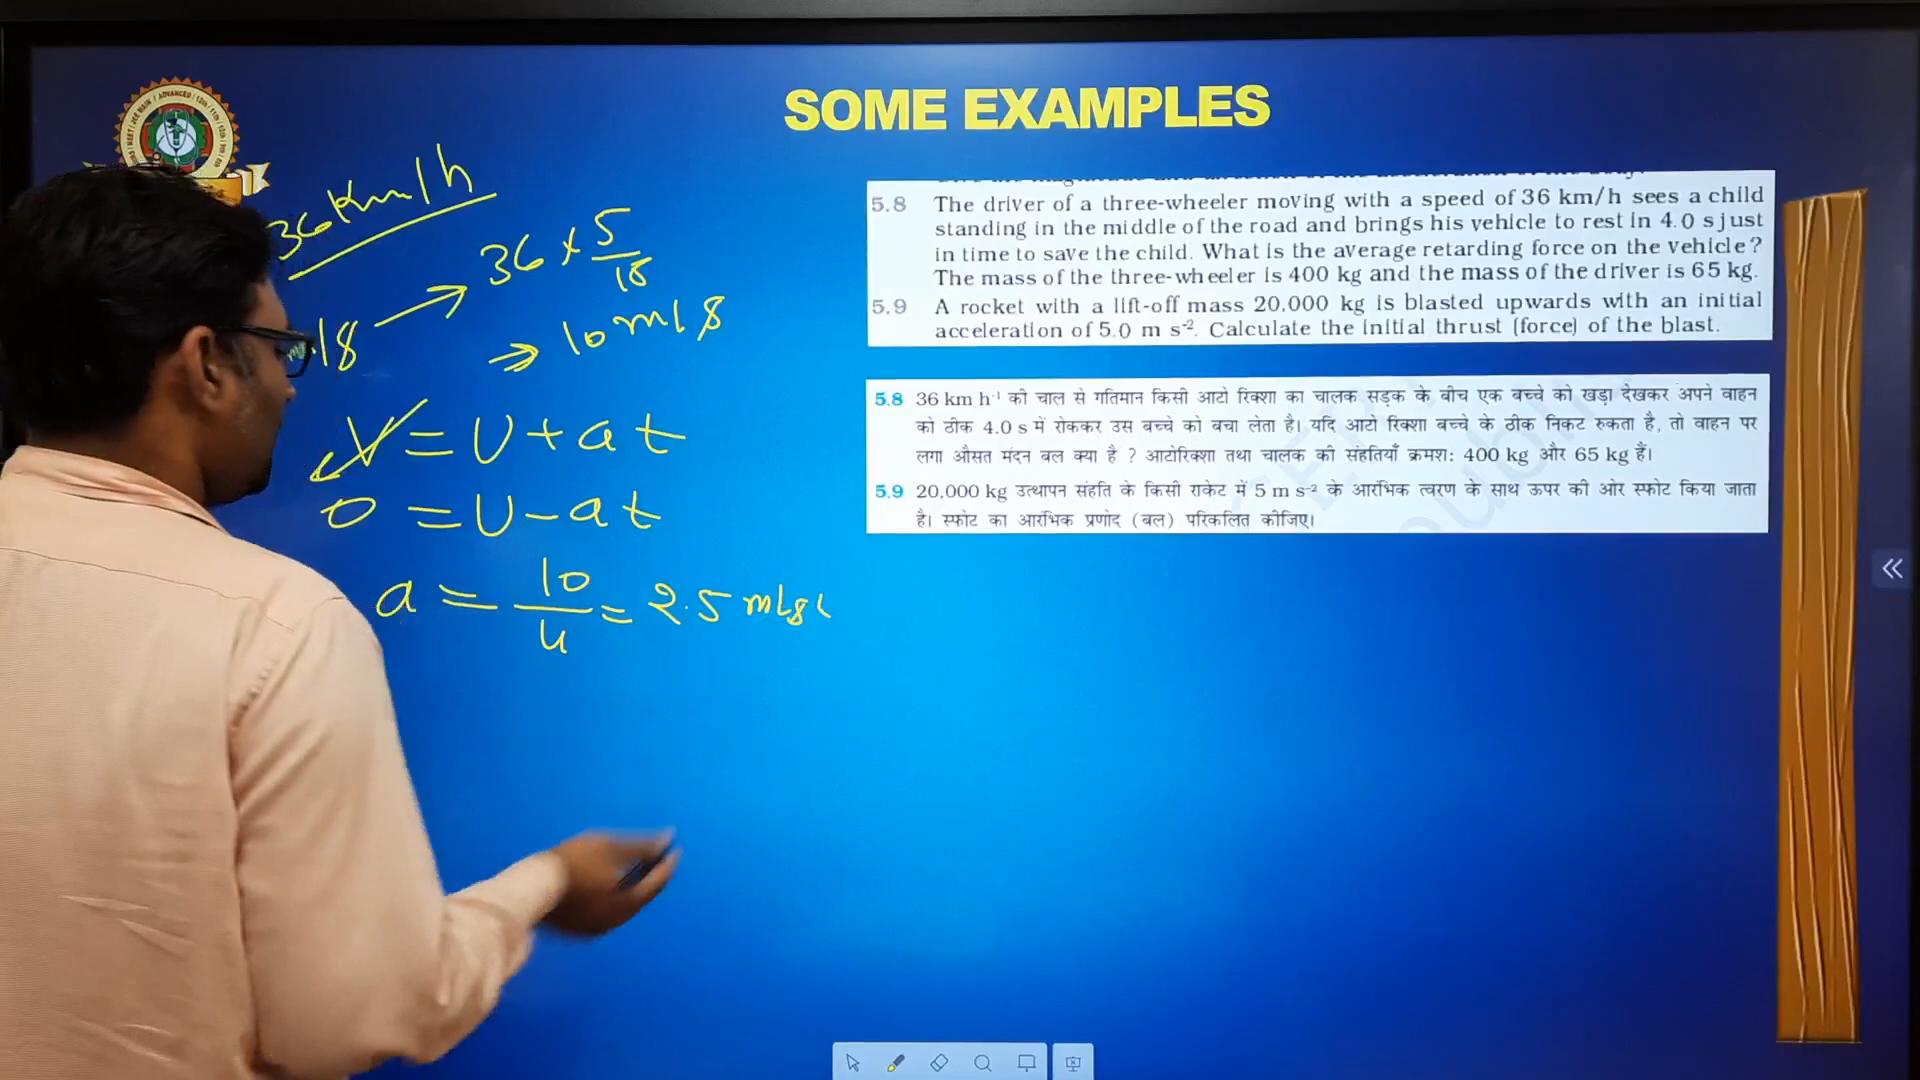 SOME EXAMPLES
36 Km/h
36 × 5/18
→ 10 m/s
V = U + at
0 = U - at
a = 10/4 = 2.5 m/s²
5.8 The driver of a three-wheeler moving with a speed of 36 km/h sees a child
standing in the middle of the road and brings his vehicle to rest in 4.0 s just
in time to save the child. What is the average retarding force on the vehicle?
The mass of the three-wheeler is 400 kg and the mass of the driver is 65 kg.
5.9 A rocket with a lift-off mass 20,000 kg is blasted upwards with an initial
acceleration of 5.0 m s⁻². Calculate the initial thrust (force) of the blast.
5.8 36 km h⁻¹ की चाल से गतिमान किसी आटो रिक्शा का चालक सड़क के बीच एक बच्चे को खड़ा देखकर अपने वाहन
को ठीक 4.0 s में रोककर उस बच्चे को बचा लेता है। यदि आटो रिक्शा बच्चे के ठीक निकट रुकता है, तो वाहन पर
लगा औसत मंदन बल क्या है ? आटोरिक्शा तथा चालक की संहतियाँ क्रमश: 400 kg और 65 kg हैं।
5.9 20,000 kg उत्थापन संहति के किसी राकेट में 5 m s⁻² के आरंभिक त्वरण के साथ ऊपर की ओर स्फोट किया जाता
है। स्फोट का आरंभिक प्रणोद (बल) परिकलित कीजिए।